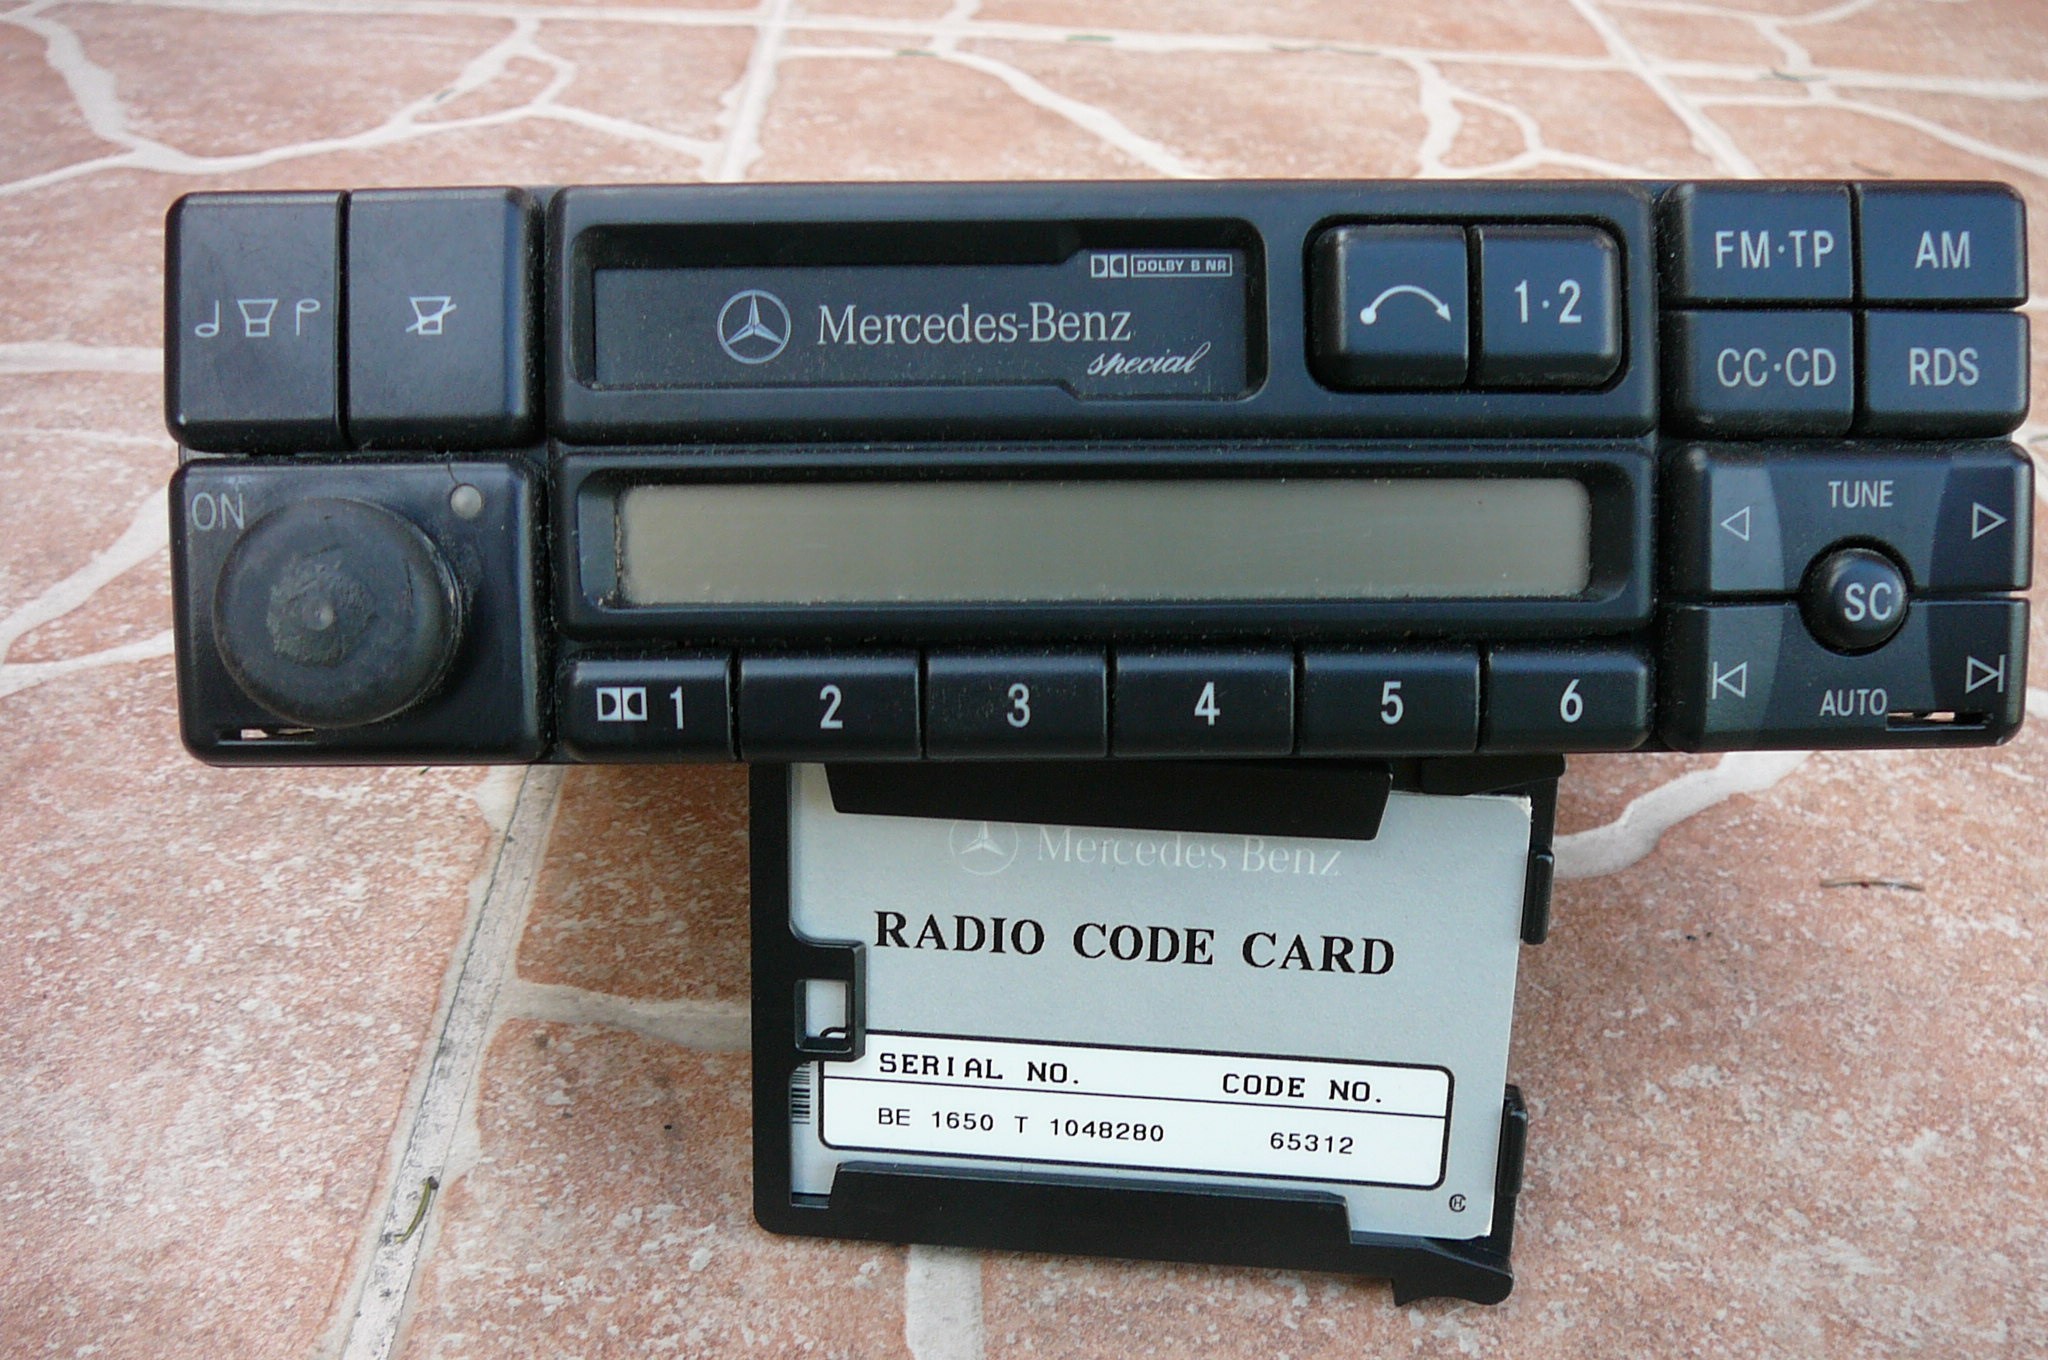 DOLBY B NR
Mercedes-Benz
special
1·2
FM·TP AM
CC·CD RDS
ON
TUNE
SC
AUTO
1 2 3 4 5 6
Mercedes Benz
RADIO CODE CARD
SERIAL NO. CODE NO.
BE 1650 T 1048280 65312